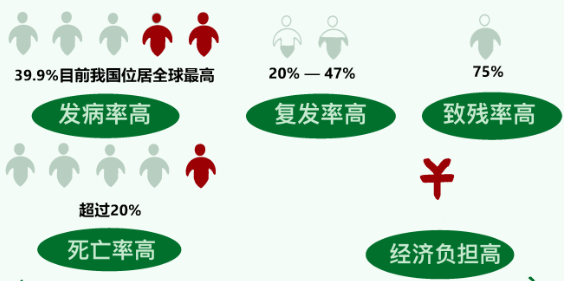 39.9%目前我国位居全球最高
20% — 47%
75%
发病率高
复发率高
致残率高
超过20%
死亡率高
经济负担高